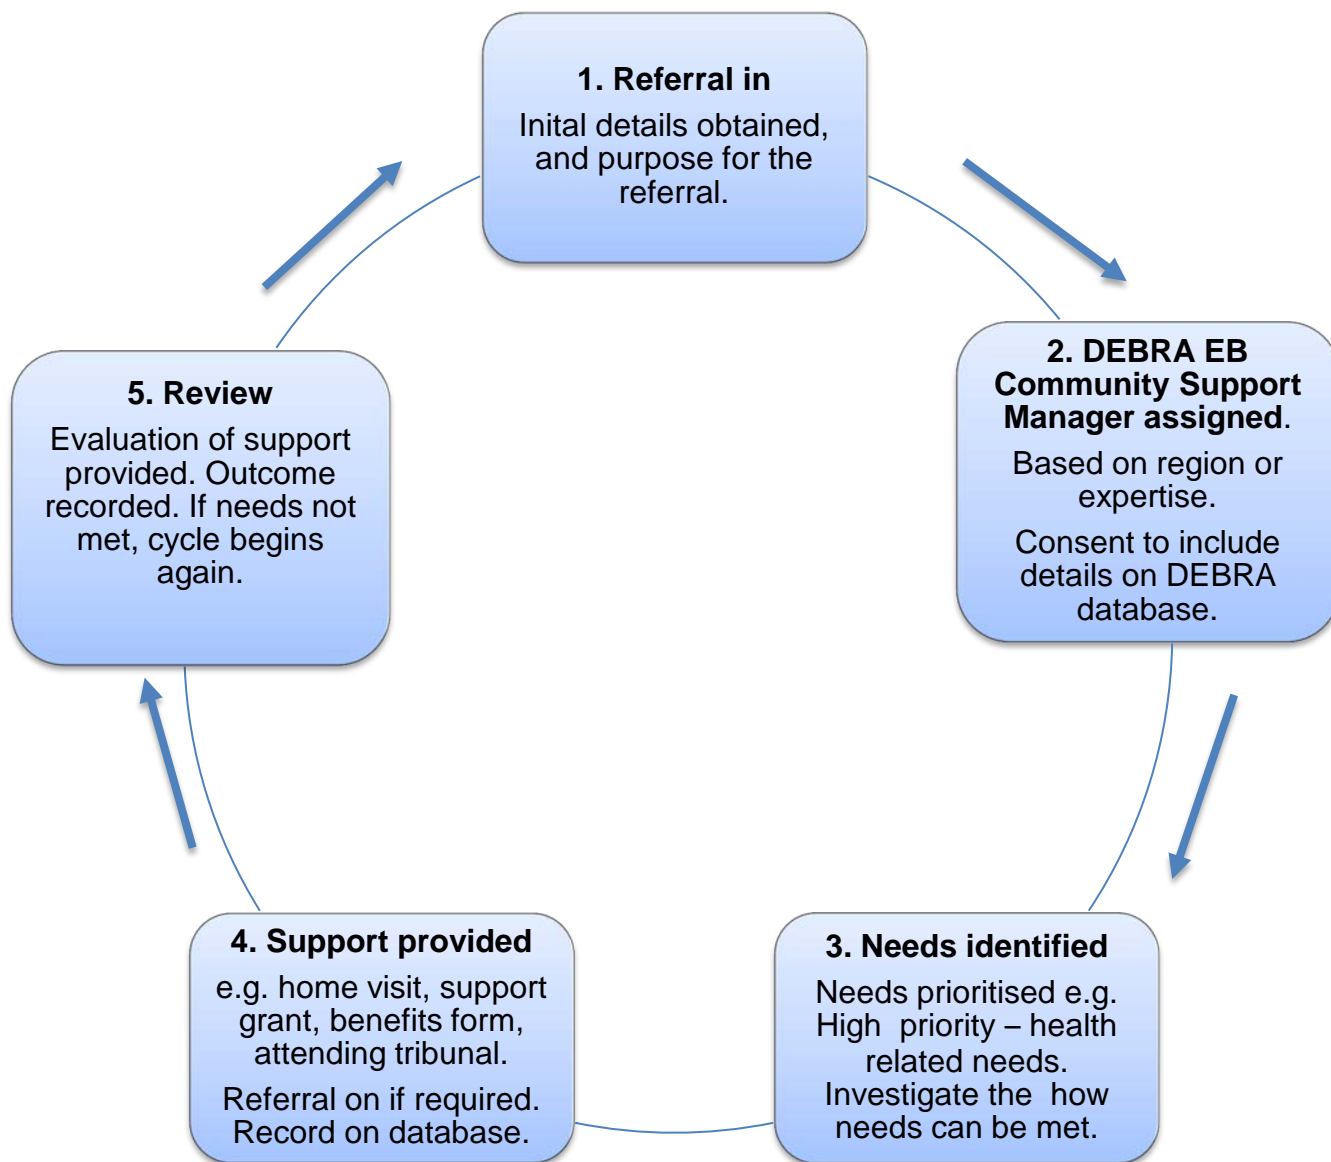 1. Referral in
Inital details obtained,
and purpose for the
referral.
2. DEBRA EB
Community Support
Manager assigned.
Based on region or
expertise.
Consent to include
details on DEBRA
database.
3. Needs identified
Needs prioritised e.g.
High  priority – health
related needs.
Investigate the  how
needs can be met.
4. Support provided
e.g. home visit, support
grant, benefits form,
attending tribunal.
Referral on if required.
Record on database.
5. Review
Evaluation of support
provided. Outcome
recorded. If needs not
met, cycle begins
again.